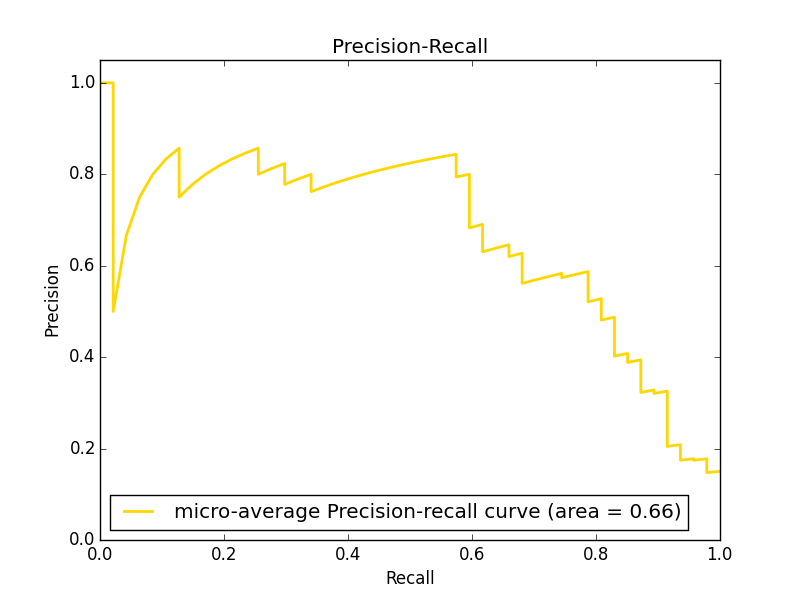 Precision-Recall
1.0
0.8
0.6
0.4
0.2
0.0
Precision
micro-average Precision-recall curve (area = 0.66)
0.0 0.2 0.4 0.6 0.8 1.0
Recall